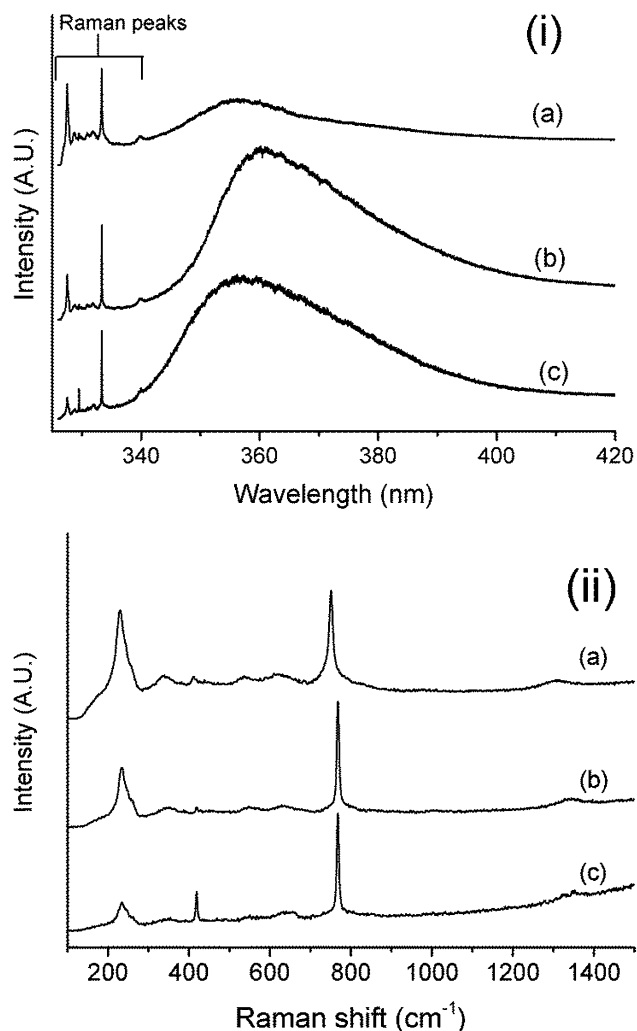 Raman peaks
(i)
(a)
(b)
(c)
Intensity (A.U.)
340 360 380 400 420
Wavelength (nm)
(ii)
(a)
(b)
(c)
Intensity (A.U.)
200 400 600 800 1000 1200 1400
Raman shift (cm⁻¹)